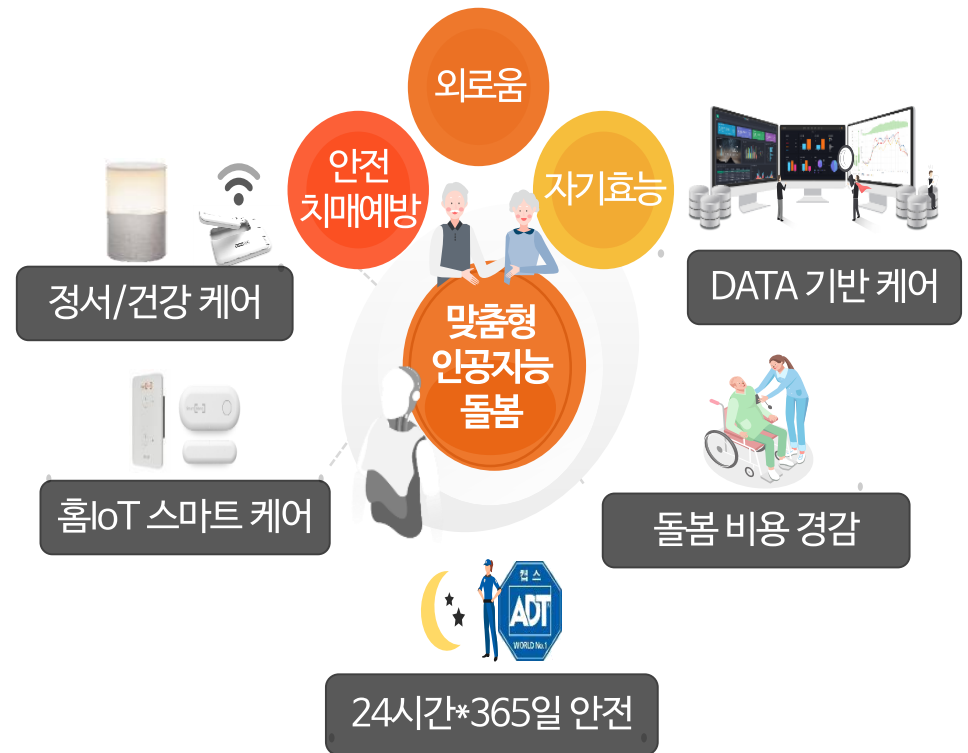 외로움
안전
치매예방
자기효능
맞춤형
인공지능
돌봄
정서/건강 케어
DATA 기반 케어
홈IoT 스마트 케어
돌봄 비용 경감
캡스
ADT
WORLD No.1
24시간*365일 안전